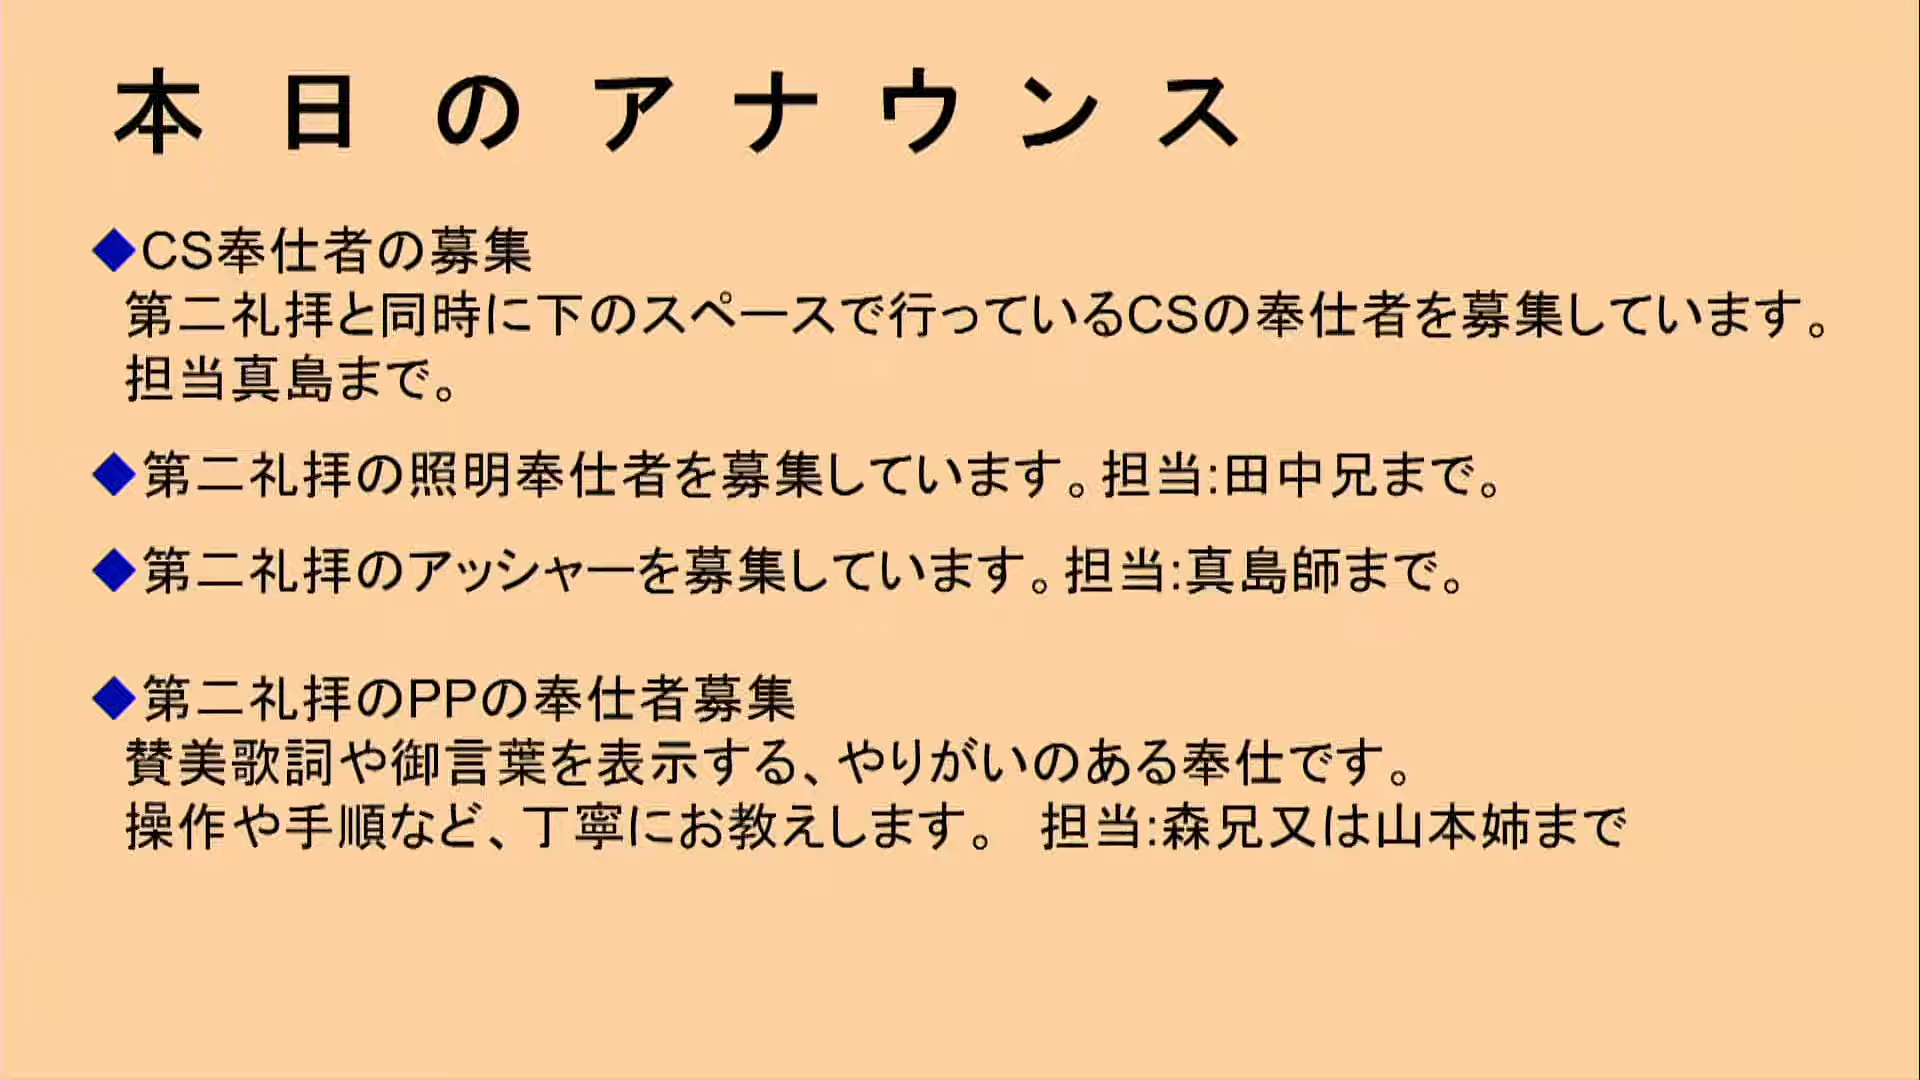 本日のアナウンス
◆CS奉仕者の募集
第二礼拝と同時に下のスペースで行っているCSの奉仕者を募集しています。
担当真島まで。
◆第二礼拝の照明奉仕者を募集しています。担当:田中兄まで。
◆第二礼拝のアッシャーを募集しています。担当:真島師まで。
◆第二礼拝のPPの奉仕者募集
賛美歌詞や御言葉を表示する、やりがいのある奉仕です。
操作や手順など、丁寧にお教えします。　担当:森兄又は山本姉まで